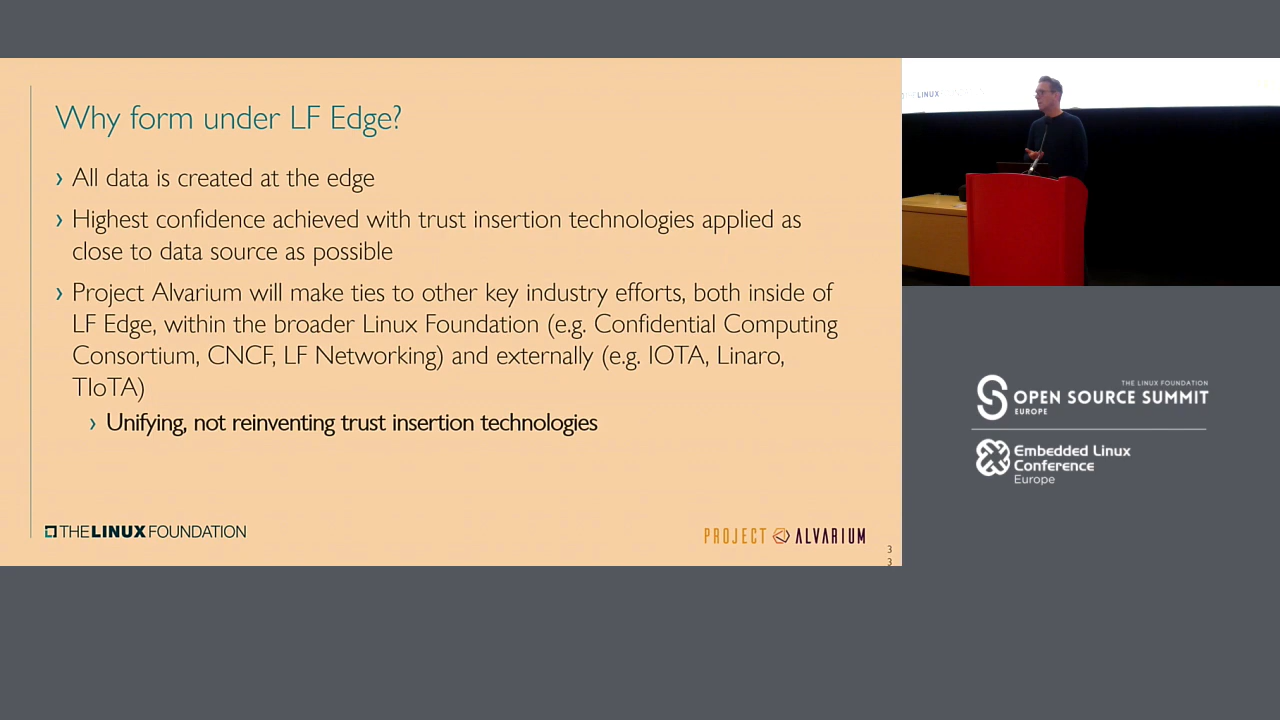 Why form under LF Edge?
› All data is created at the edge
› Highest confidence achieved with trust insertion technologies applied as
close to data source as possible
› Project Alvarium will make ties to other key industry efforts, both inside of
LF Edge, within the broader Linux Foundation (e.g. Confidential Computing
Consortium, CNCF, LF Networking) and externally (e.g. IOTA, Linaro,
TIoTA)
› Unifying, not reinventing trust insertion technologies
THE LINUX FOUNDATION
PROJECT ALVARIUM
3
3
THE LINUX
THE LINUX FOUNDATION
OPEN SOURCE SUMMIT
EUROPE
Embedded Linux
Conference
Europe